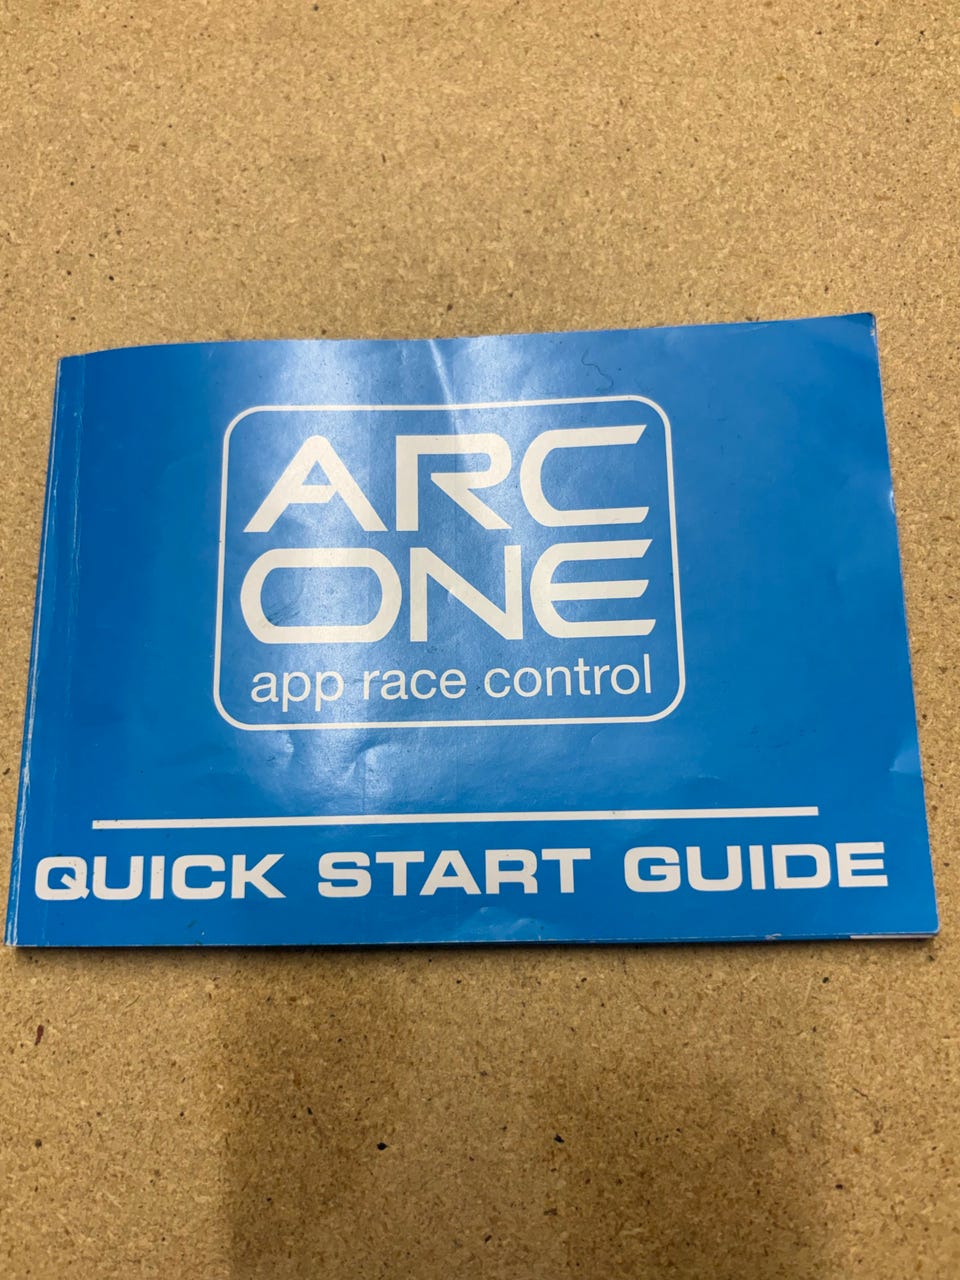 ARC
ONE
app race control
QUICK START GUIDE